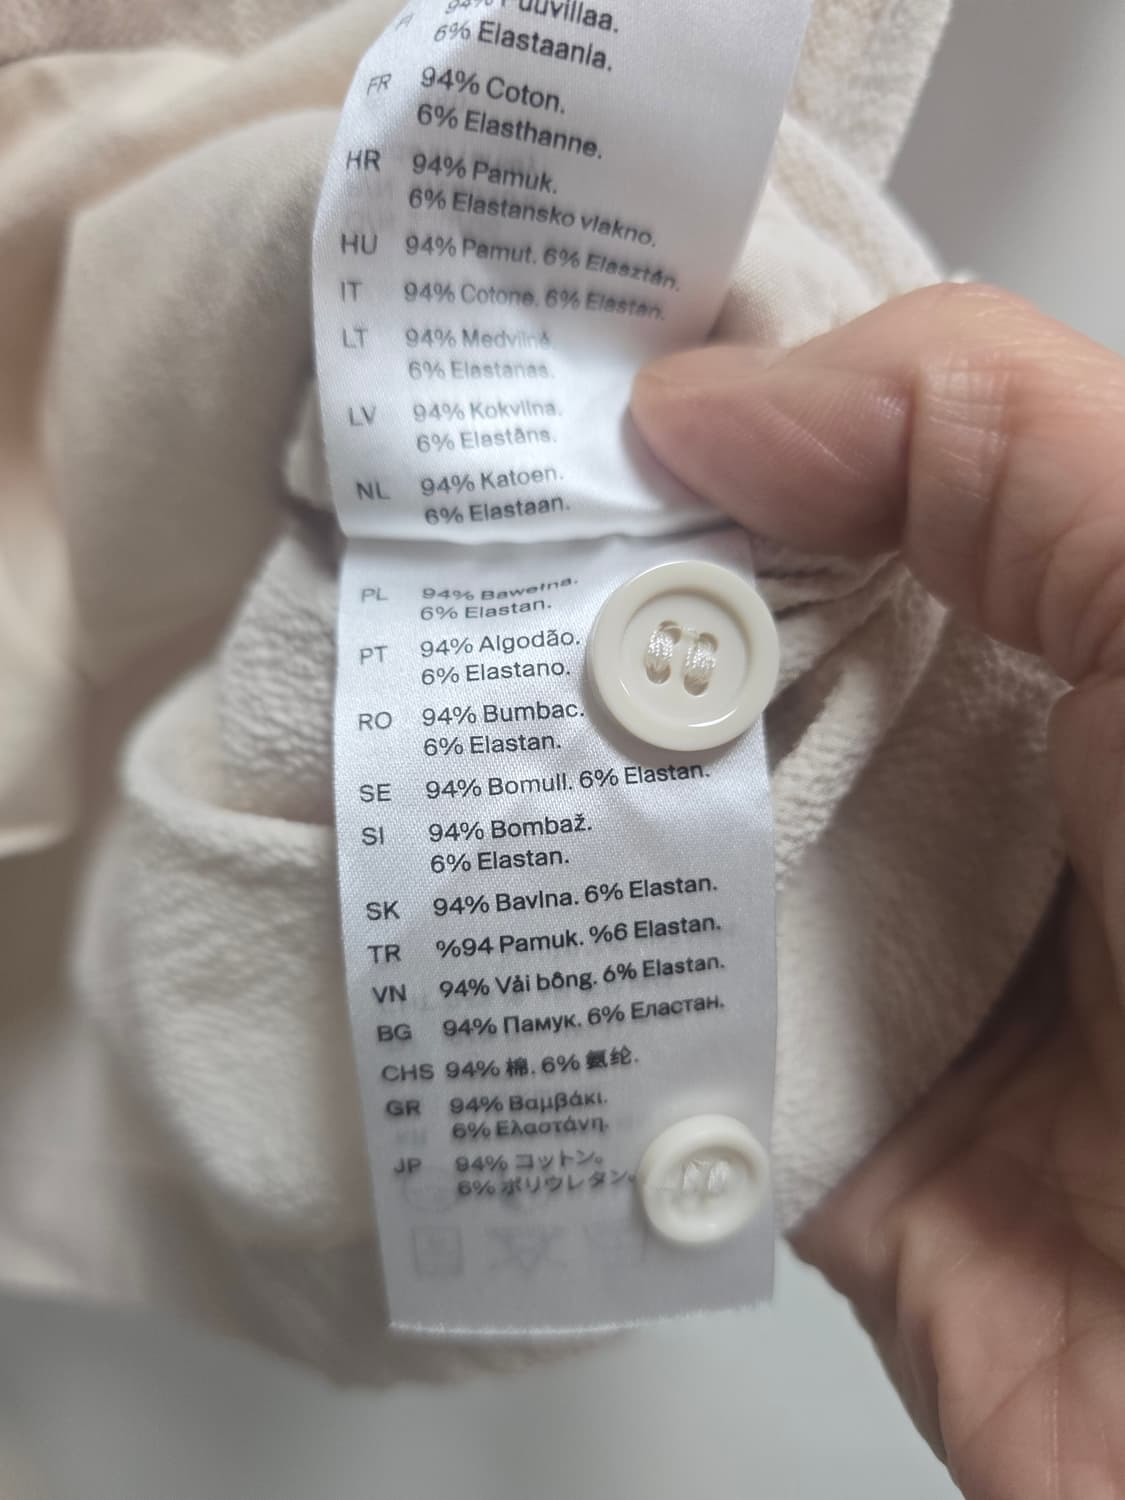 94% Puuvillaa.
6% Elastaania.
FR 94% Coton.
6% Elasthanne.
HR 94% Pamuk.
6% Elastansko vlakno.
HU 94% Pamut. 6% Elasztán.
IT 94% Cotone. 6% Elastan.
LT 94% Medvilnė.
6% Elastanas.
LV 94% Kokvilna.
6% Elastāns.
NL 94% Katoen.
6% Elastaan.
PL 94% Bawełna.
6% Elastan.
PT 94% Algodão.
6% Elastano.
RO 94% Bumbac.
6% Elastan.
SE 94% Bomull. 6% Elastan.
SI 94% Bombaž.
6% Elastan.
SK 94% Bavlna. 6% Elastan.
TR %94 Pamuk. %6 Elastan.
VN 94% Vải bông. 6% Elastan.
BG 94% Памук. 6% Еластан.
CHS 94% 棉. 6% 氨纶.
GR 94% Βαμβάκι.
6% Ελαστάνη.
JP 94% コットン。
6% ポリウレタン。